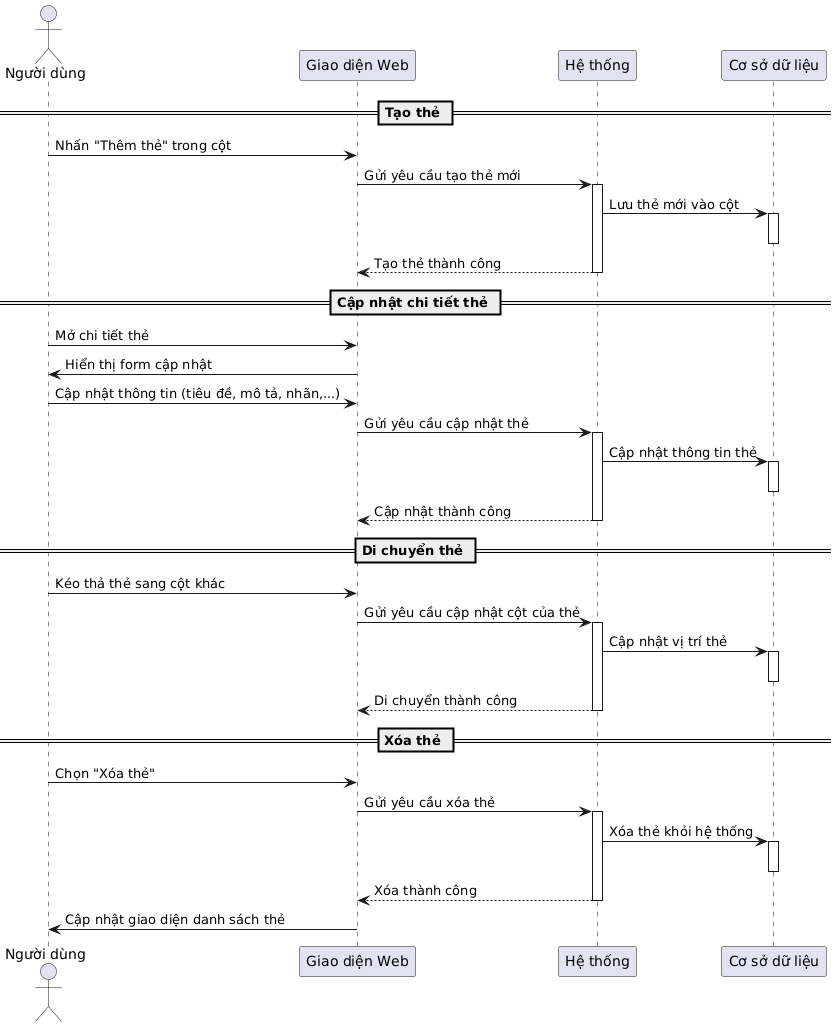 Người dùng
Giao diện Web
Hệ thống
Cơ sở dữ liệu
Tạo thẻ
Nhấn "Thêm thẻ" trong cột
Gửi yêu cầu tạo thẻ mới
Lưu thẻ mới vào cột
Tạo thẻ thành công
Cập nhật chi tiết thẻ
Mở chi tiết thẻ
Hiển thị form cập nhật
Cập nhật thông tin (tiêu đề, mô tả, nhãn,...)
Gửi yêu cầu cập nhật thẻ
Cập nhật thông tin thẻ
Cập nhật thành công
Di chuyển thẻ
Kéo thả thẻ sang cột khác
Gửi yêu cầu cập nhật cột của thẻ
Cập nhật vị trí thẻ
Di chuyển thành công
Xóa thẻ
Chọn "Xóa thẻ"
Gửi yêu cầu xóa thẻ
Xóa thẻ khỏi hệ thống
Xóa thành công
Cập nhật giao diện danh sách thẻ
Người dùng
Giao diện Web
Hệ thống
Cơ sở dữ liệu